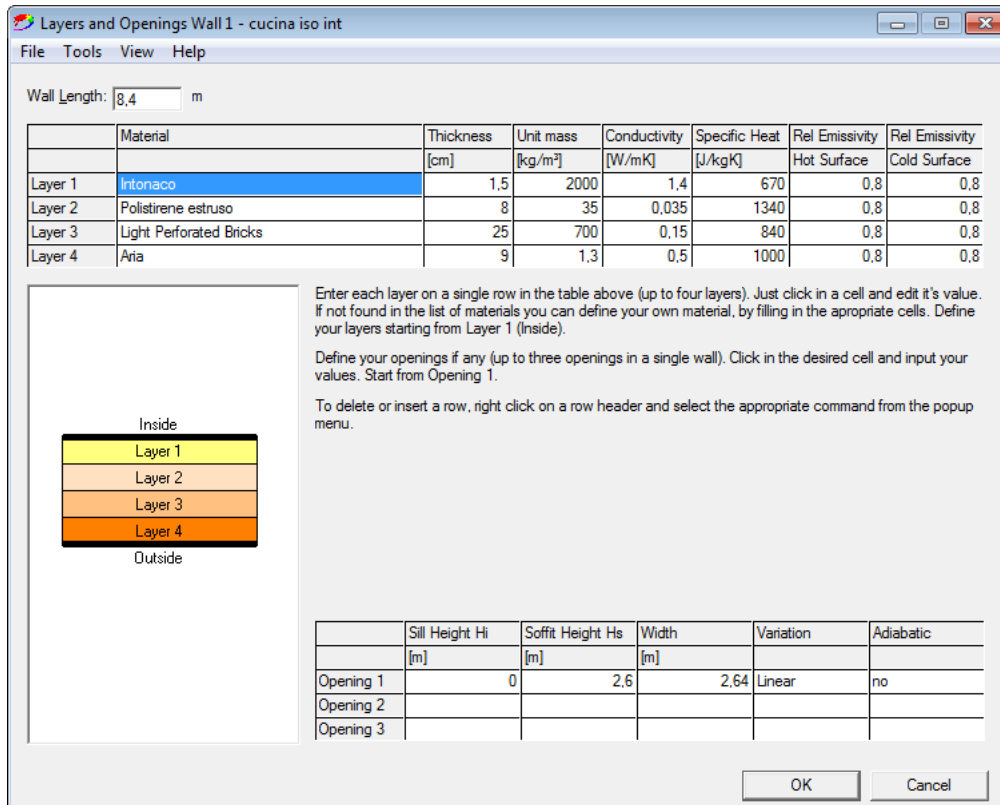 Layers and Openings Wall 1 - cucina iso int
File Tools View Help
Wall Length: 8,4 m
Material Thickness Unit mass Conductivity Specific Heat Rel Emissivity Rel Emissivity
[cm] [kg/m³] [W/mK] [J/kgK] Hot Surface Cold Surface
Layer 1 Intonaco 1,5 2000 1,4 670 0,8 0,8
Layer 2 Polistirene estruso 8 35 0,035 1340 0,8 0,8
Layer 3 Light Perforated Bricks 25 700 0,15 840 0,8 0,8
Layer 4 Aria 9 1,3 0,5 1000 0,8 0,8
Enter each layer on a single row in the table above (up to four layers). Just click in a cell and edit it's value.
If not found in the list of materials you can define your own material, by filling in the apropriate cells. Define
your layers starting from Layer 1 (Inside).
Define your openings if any (up to three openings in a single wall). Click in the desired cell and input your
values. Start from Opening 1.
To delete or insert a row, right click on a row header and select the appropriate command from the popup
menu.
Inside
Layer 1
Layer 2
Layer 3
Layer 4
Outside
Sill Height Hi Soffit Height Hs Width Variation Adiabatic
[m] [m] [m]
Opening 1 0 2,6 2,64 Linear no
Opening 2
Opening 3
OK Cancel